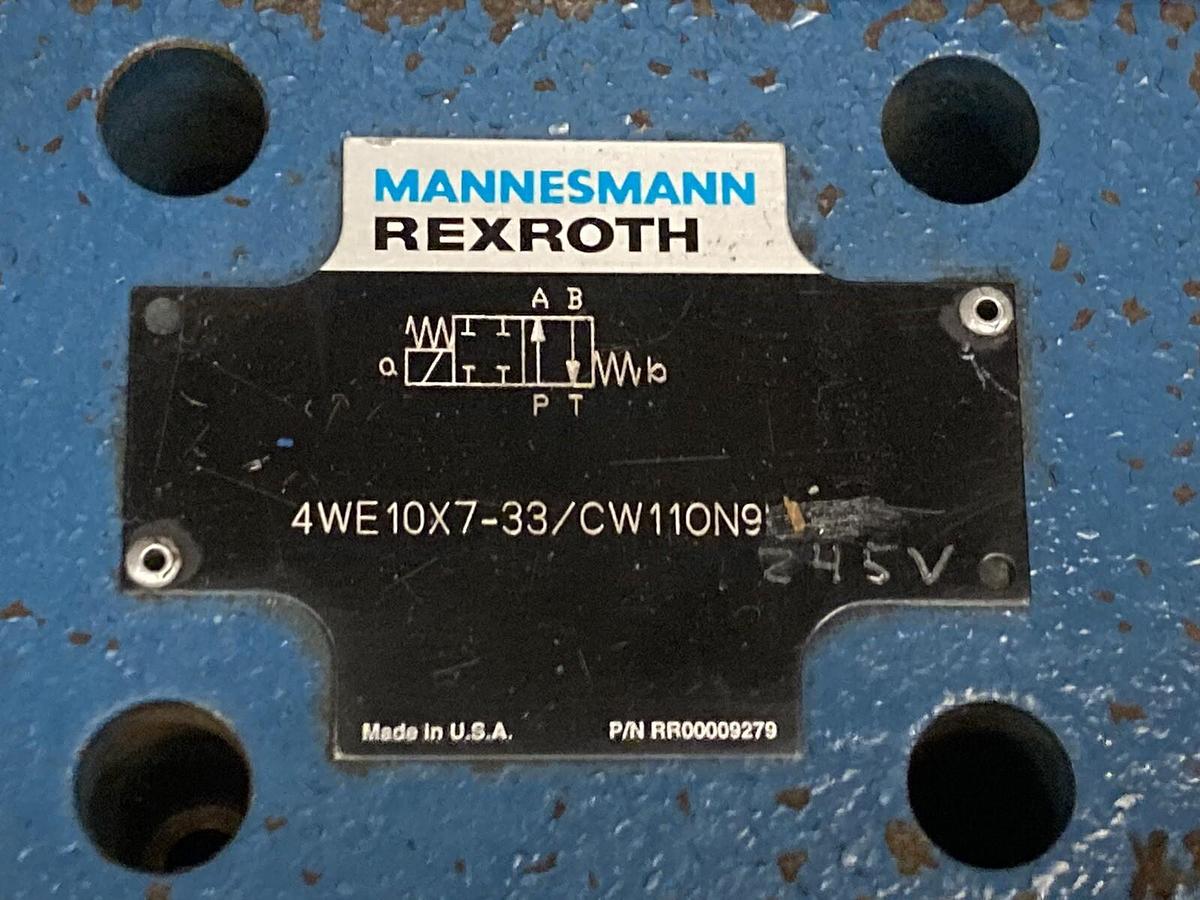 MANNESMANN
REXROTH
A B
a b
P T
4WE10X7-33/CW110N9
245V
Made in U.S.A. P/N RR00009279